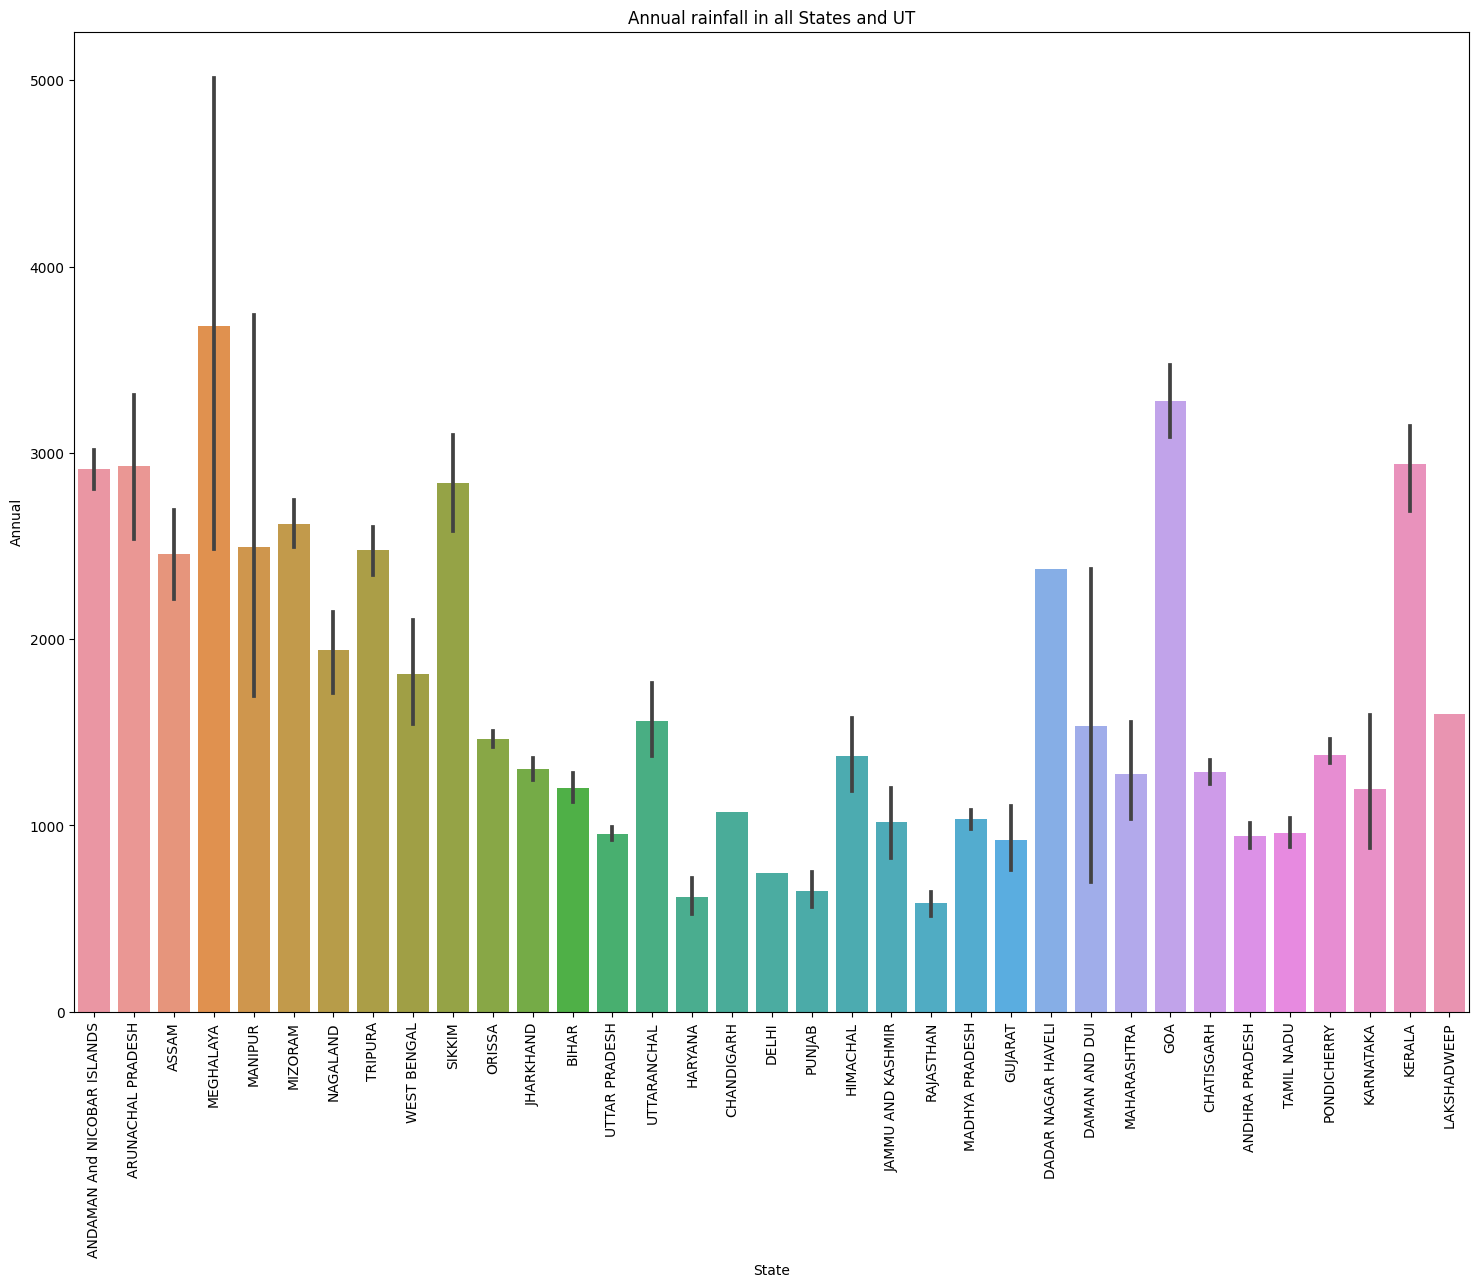 Annual rainfall in all States and UT
5000
4000
3000
2000
1000
0
Annual
ANDAMAN And NICOBAR ISLANDS
ARUNACHAL PRADESH
ASSAM
MEGHALAYA
MANIPUR
MIZORAM
NAGALAND
TRIPURA
WEST BENGAL
SIKKIM
ORISSA
JHARKHAND
BIHAR
UTTAR PRADESH
UTTARANCHAL
HARYANA
CHANDIGARH
DELHI
PUNJAB
HIMACHAL
JAMMU AND KASHMIR
RAJASTHAN
MADHYA PRADESH
GUJARAT
DADAR NAGAR HAVELI
DAMAN AND DUI
MAHARASHTRA
GOA
CHATISGARH
ANDHRA PRADESH
TAMIL NADU
PONDICHERRY
KARNATAKA
KERALA
LAKSHADWEEP
State